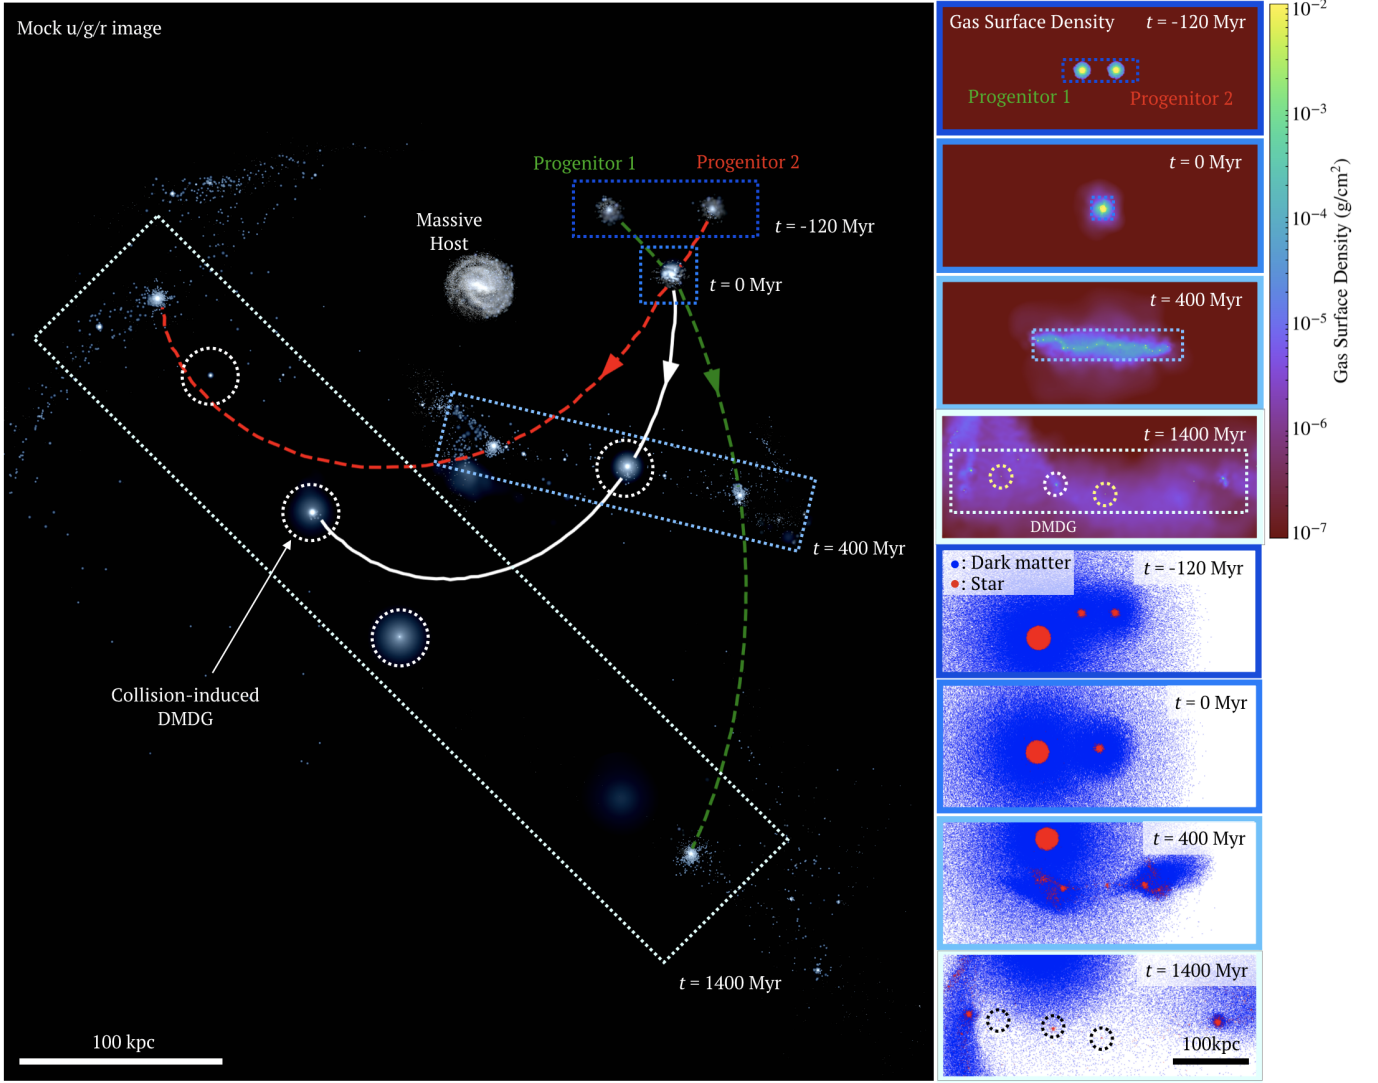 Mock u/g/r image
Progenitor 1
Progenitor 2
Massive
Host
t = -120 Myr
t = 0 Myr
t = 400 Myr
Collision-induced
DMDG
t = 1400 Myr
100 kpc
Gas Surface Density
t = -120 Myr
Progenitor 1
Progenitor 2
t = 0 Myr
t = 400 Myr
t = 1400 Myr
DMDG
10⁻²
10⁻³
10⁻⁴
10⁻⁵
10⁻⁶
10⁻⁷
Gas Surface Density (g/cm²)
●: Dark matter
●: Star
t = -120 Myr
t = 0 Myr
t = 400 Myr
t = 1400 Myr
100kpc